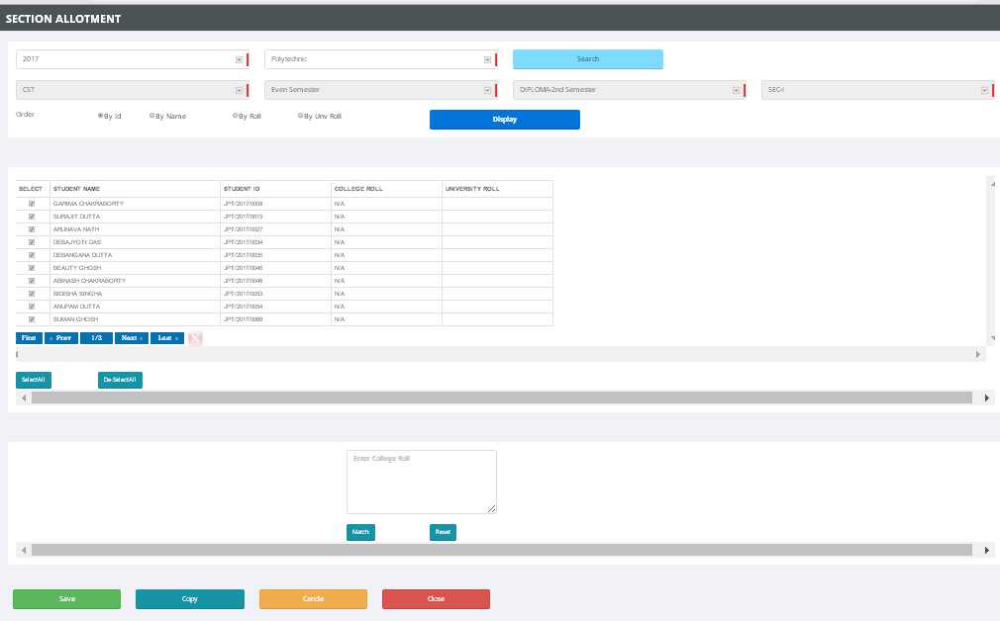 SECTION ALLOTMENT
2017 Polytechnic Search
CST Even Semester DIPLOMA-2nd Semester SEC-I
Order By Id By Name By Roll By Unv Roll Display
SELECT STUDENT NAME STUDENT ID COLLEGE ROLL UNIVERSITY ROLL
GARIMA CHAKRABORTY JPT/2017/0008 N/A
SURAJIT DUTTA JPT/2017/0013 N/A
ARUNAVA NATH JPT/2017/0027 N/A
DEBAJYOTI DAS JPT/2017/0034 N/A
DEBANGANA DUTTA JPT/2017/0035 N/A
BEAUTY GHOSH JPT/2017/0045 N/A
ABINASH CHAKRABORTY JPT/2017/0046 N/A
BIDISHA SINGHA JPT/2017/0053 N/A
ANUPAM DUTTA JPT/2017/0054 N/A
SUMAN GHOSH JPT/2017/0068 N/A
First « Prev 1/3 Next » Last »
SelectAll De-SelectAll
Enter College Roll
Match Reset
Save Copy Cancle Close